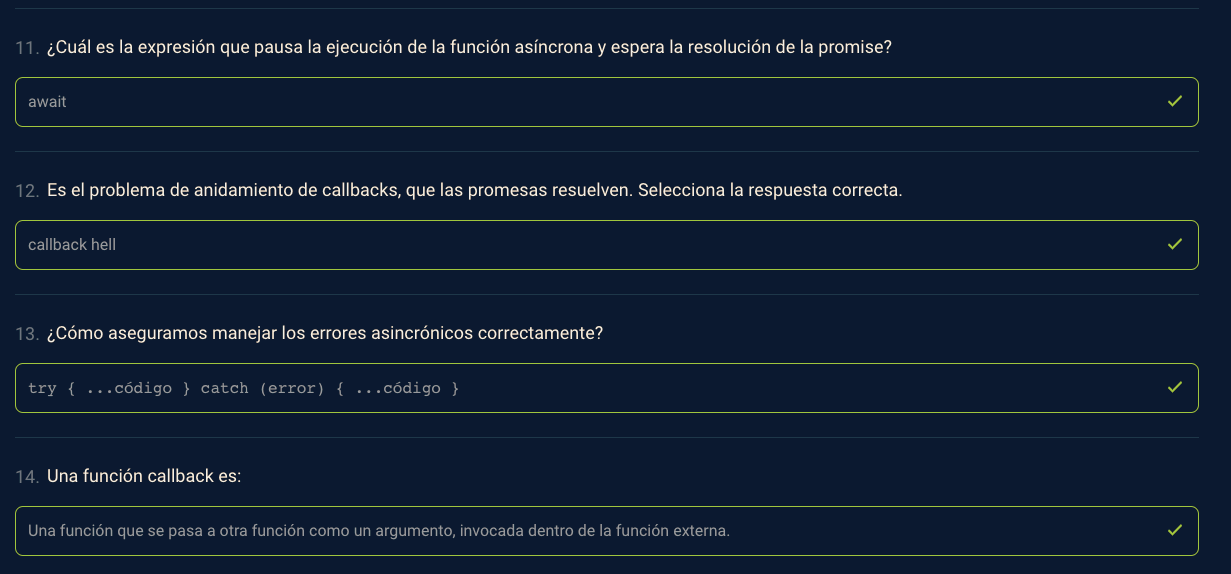 11. ¿Cuál es la expresión que pausa la ejecución de la función asíncrona y espera la resolución de la promise?
await
12. Es el problema de anidamiento de callbacks, que las promesas resuelven. Selecciona la respuesta correcta.
callback hell
13. ¿Cómo aseguramos manejar los errores asincrónicos correctamente?
try { ...código } catch (error) { ...código }
14. Una función callback es:
Una función que se pasa a otra función como un argumento, invocada dentro de la función externa.